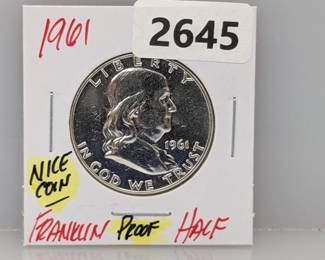 1961
2645
LIBERTY
1961
IN GOD WE TRUST
NICE
COIN
FRANKLIN PROOF HALF